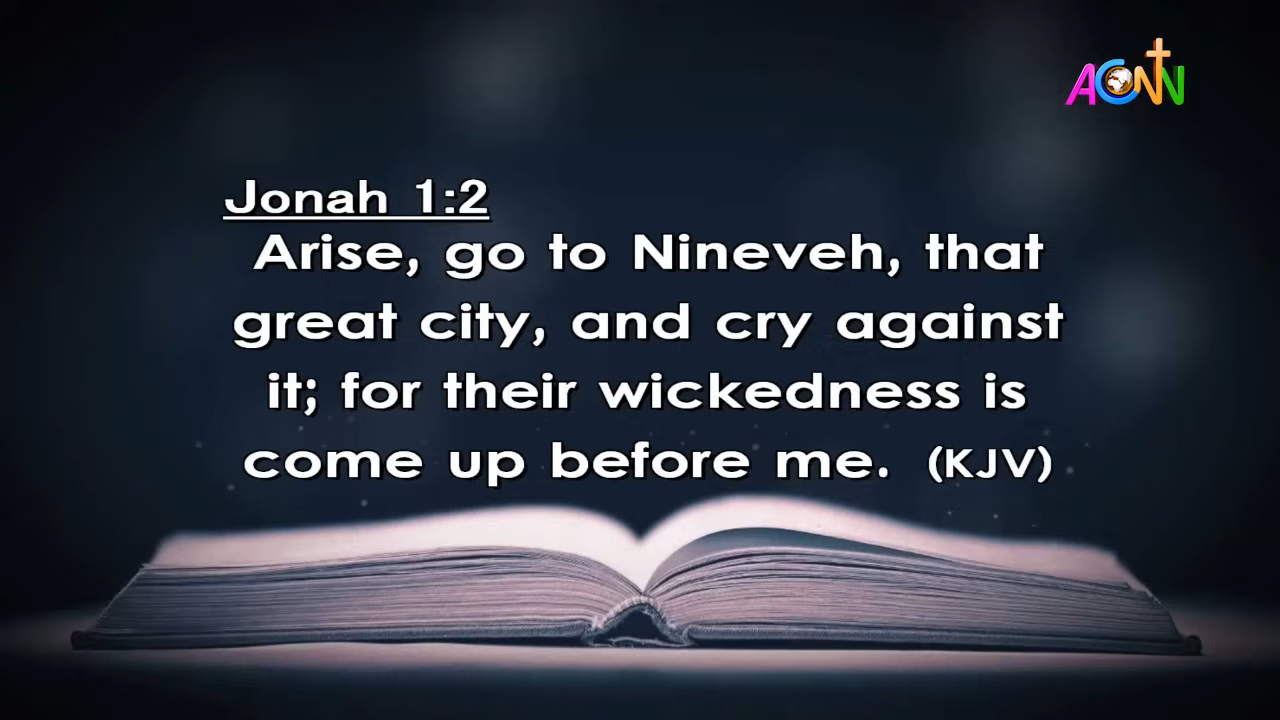 ACNN
Jonah 1:2
Arise, go to Nineveh, that
great city, and cry against
it; for their wickedness is
come up before me. (KJV)